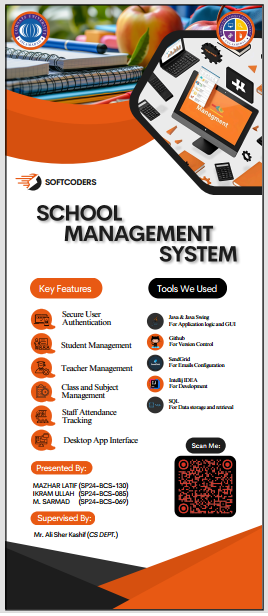 Managment
SOFTCODERS
SCHOOL
MANAGEMENT
SYSTEM
Key Features
Secure User
Authentication
Student Management
Teacher Management
Class and Subject
Management
Staff Attendance
Tracking
Desktop App Interface
Tools We Used
Java & Java Swing
For Application logic and GUI
Github
For Version Control
SendGrid
For Emails Configuration
Intellij IDEA
For Development
SQL
For Data storage and retrieval
Scan Me:
Presented By:
MAZHAR LATIF (SP24-BCS-130)
IKRAM ULLAH (SP24-BCS-085)
M. SARMAD (SP24-BCS-069)
Supervised By:
Mr. Ali Sher Kashif (CS DEPT.)